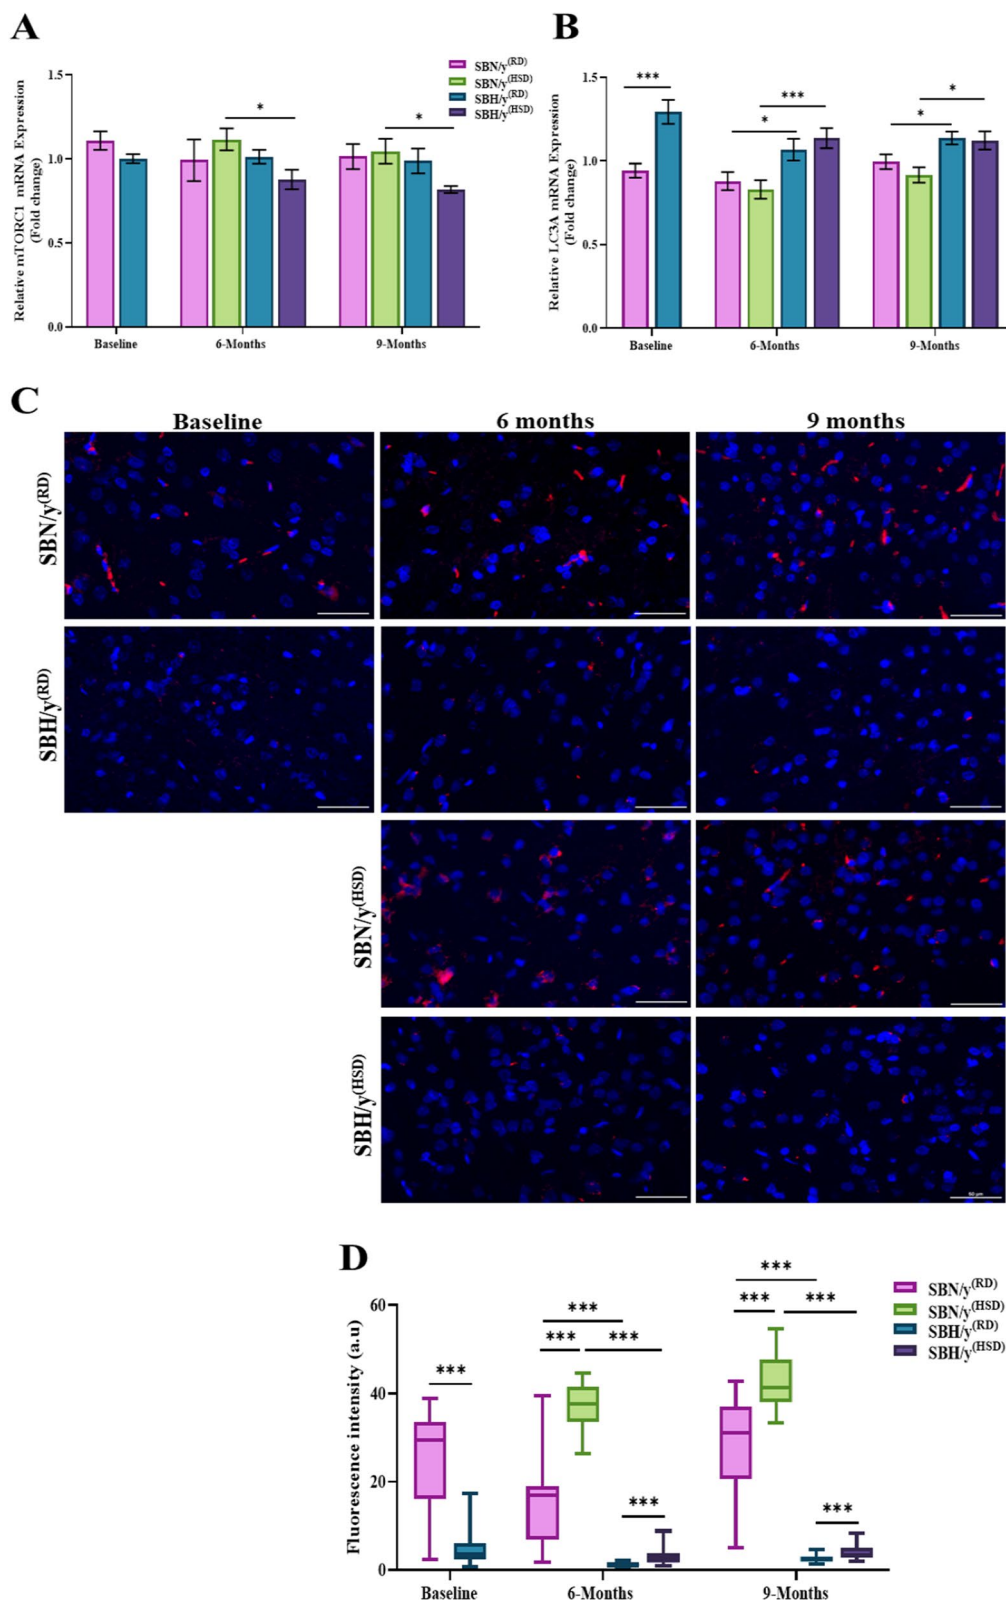 A
SBN/y(RD)
SBN/y(HSD)
SBH/y(RD)
SBH/y(HSD)
Relative mTORC1 mRNA Expression
(Fold change)
1.5
1.0
0.5
0.0
*
*
Baseline
6-Months
9-Months
B
Relative LC3A mRNA Expression
(Fold change)
1.5
1.0
0.5
0.0
***
***
*
*
*
Baseline
6-Months
9-Months
C
Baseline
6 months
9 months
SBN/y(RD)
SBH/y(RD)
SBN/y(HSD)
SBH/y(HSD)
50 µm
D
Fluorescence intensity (a.u)
60
40
20
0
***
***
***
***
***
***
***
***
***
SBN/y(RD)
SBN/y(HSD)
SBH/y(RD)
SBH/y(HSD)
Baseline
6-Months
9-Months